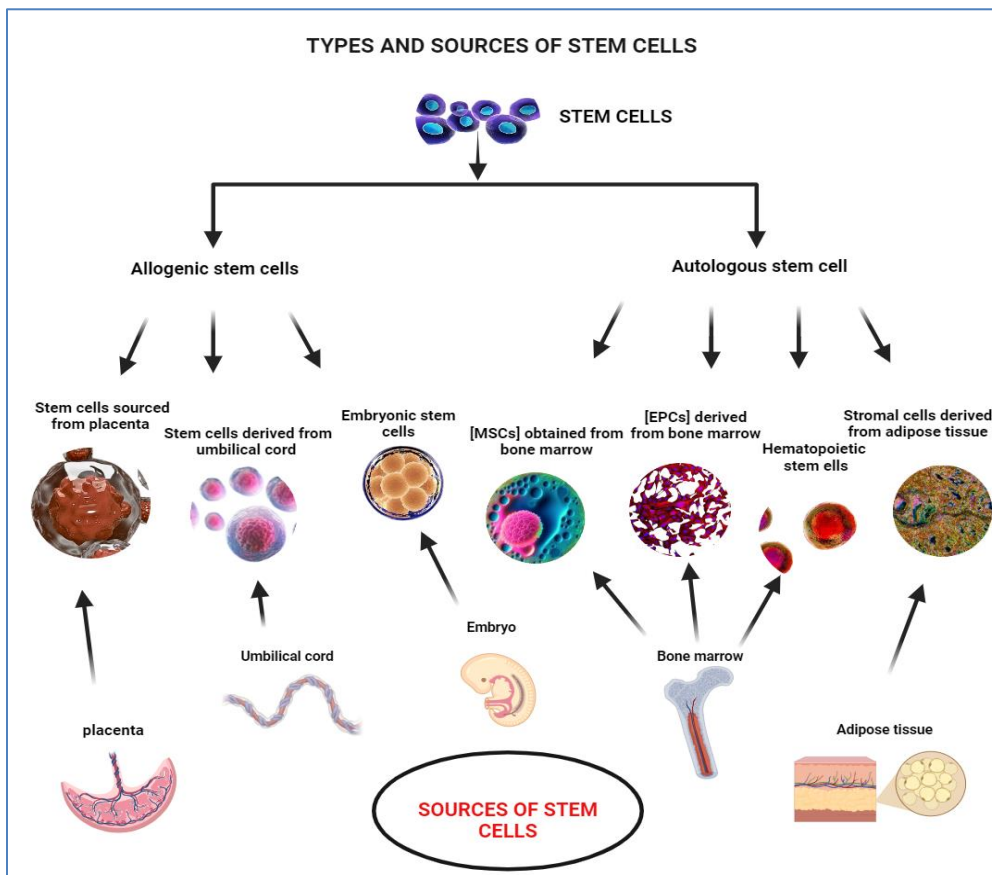 TYPES AND SOURCES OF STEM CELLS
STEM CELLS
Allogenic stem cells
Autologous stem cell
Stem cells sourced
from placenta
Stem cells derived from
umbilical cord
Embryonic stem
cells
[MSCs] obtained from
bone marrow
[EPCs] derived
from bone marrow
Hematopoietic
stem ells
Stromal cells derived
from adipose tissue
Umbilical cord
Embryo
Bone marrow
placenta
Adipose tissue
SOURCES OF STEM
CELLS